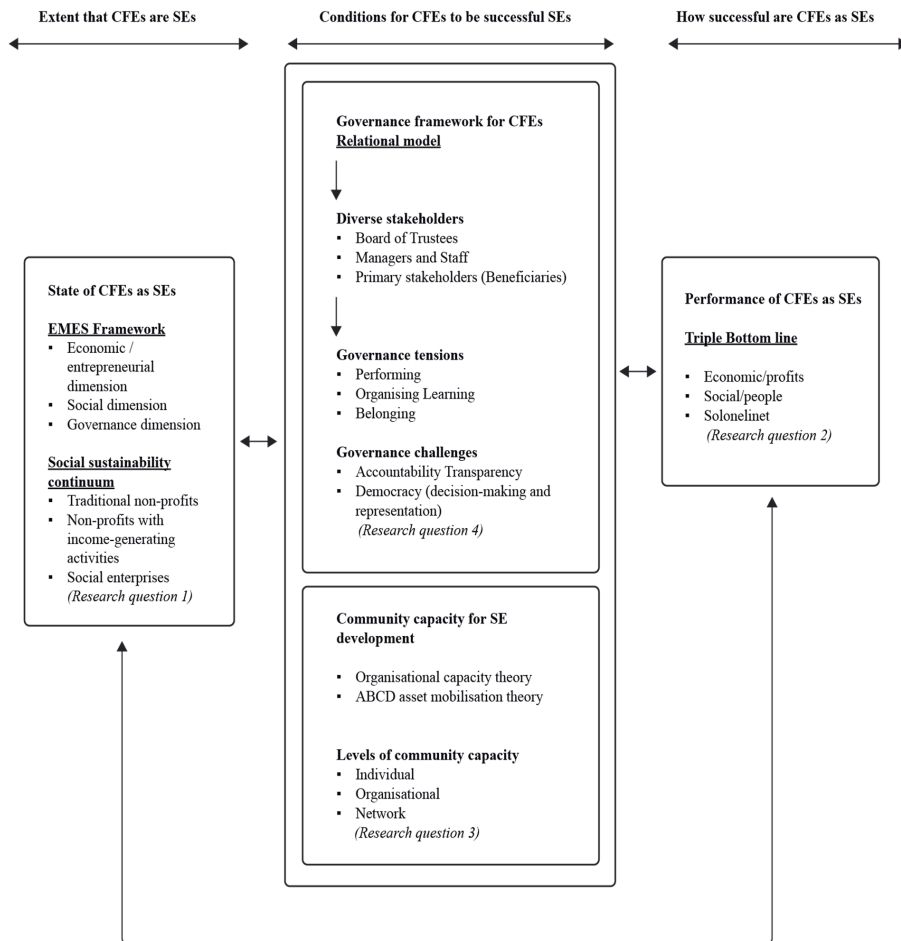 Extent that CFEs are SEs
Conditions for CFEs to be successful SEs
How successful are CFEs as SEs
State of CFEs as SEs
EMES Framework
▪ Economic /
entrepreneurial
dimension
▪ Social dimension
▪ Governance dimension
Social sustainability
continuum
▪ Traditional non-profits
▪ Non-profits with
income-generating
activities
▪ Social enterprises
(Research question 1)
Governance framework for CFEs
Relational model
Diverse stakeholders
▪ Board of Trustees
▪ Managers and Staff
▪ Primary stakeholders (Beneficiaries)
Governance tensions
▪ Performing
▪ Organising Learning
▪ Belonging
Governance challenges
▪ Accountability Transparency
▪ Democracy (decision-making and
representation)
(Research question 4)
Community capacity for SE
development
▪ Organisational capacity theory
▪ ABCD asset mobilisation theory
Levels of community capacity
▪ Individual
▪ Organisational
▪ Network
(Research question 3)
Performance of CFEs as SEs
Triple Bottom line
▪ Economic/profits
▪ Social/people
▪ Solonelinet
(Research question 2)